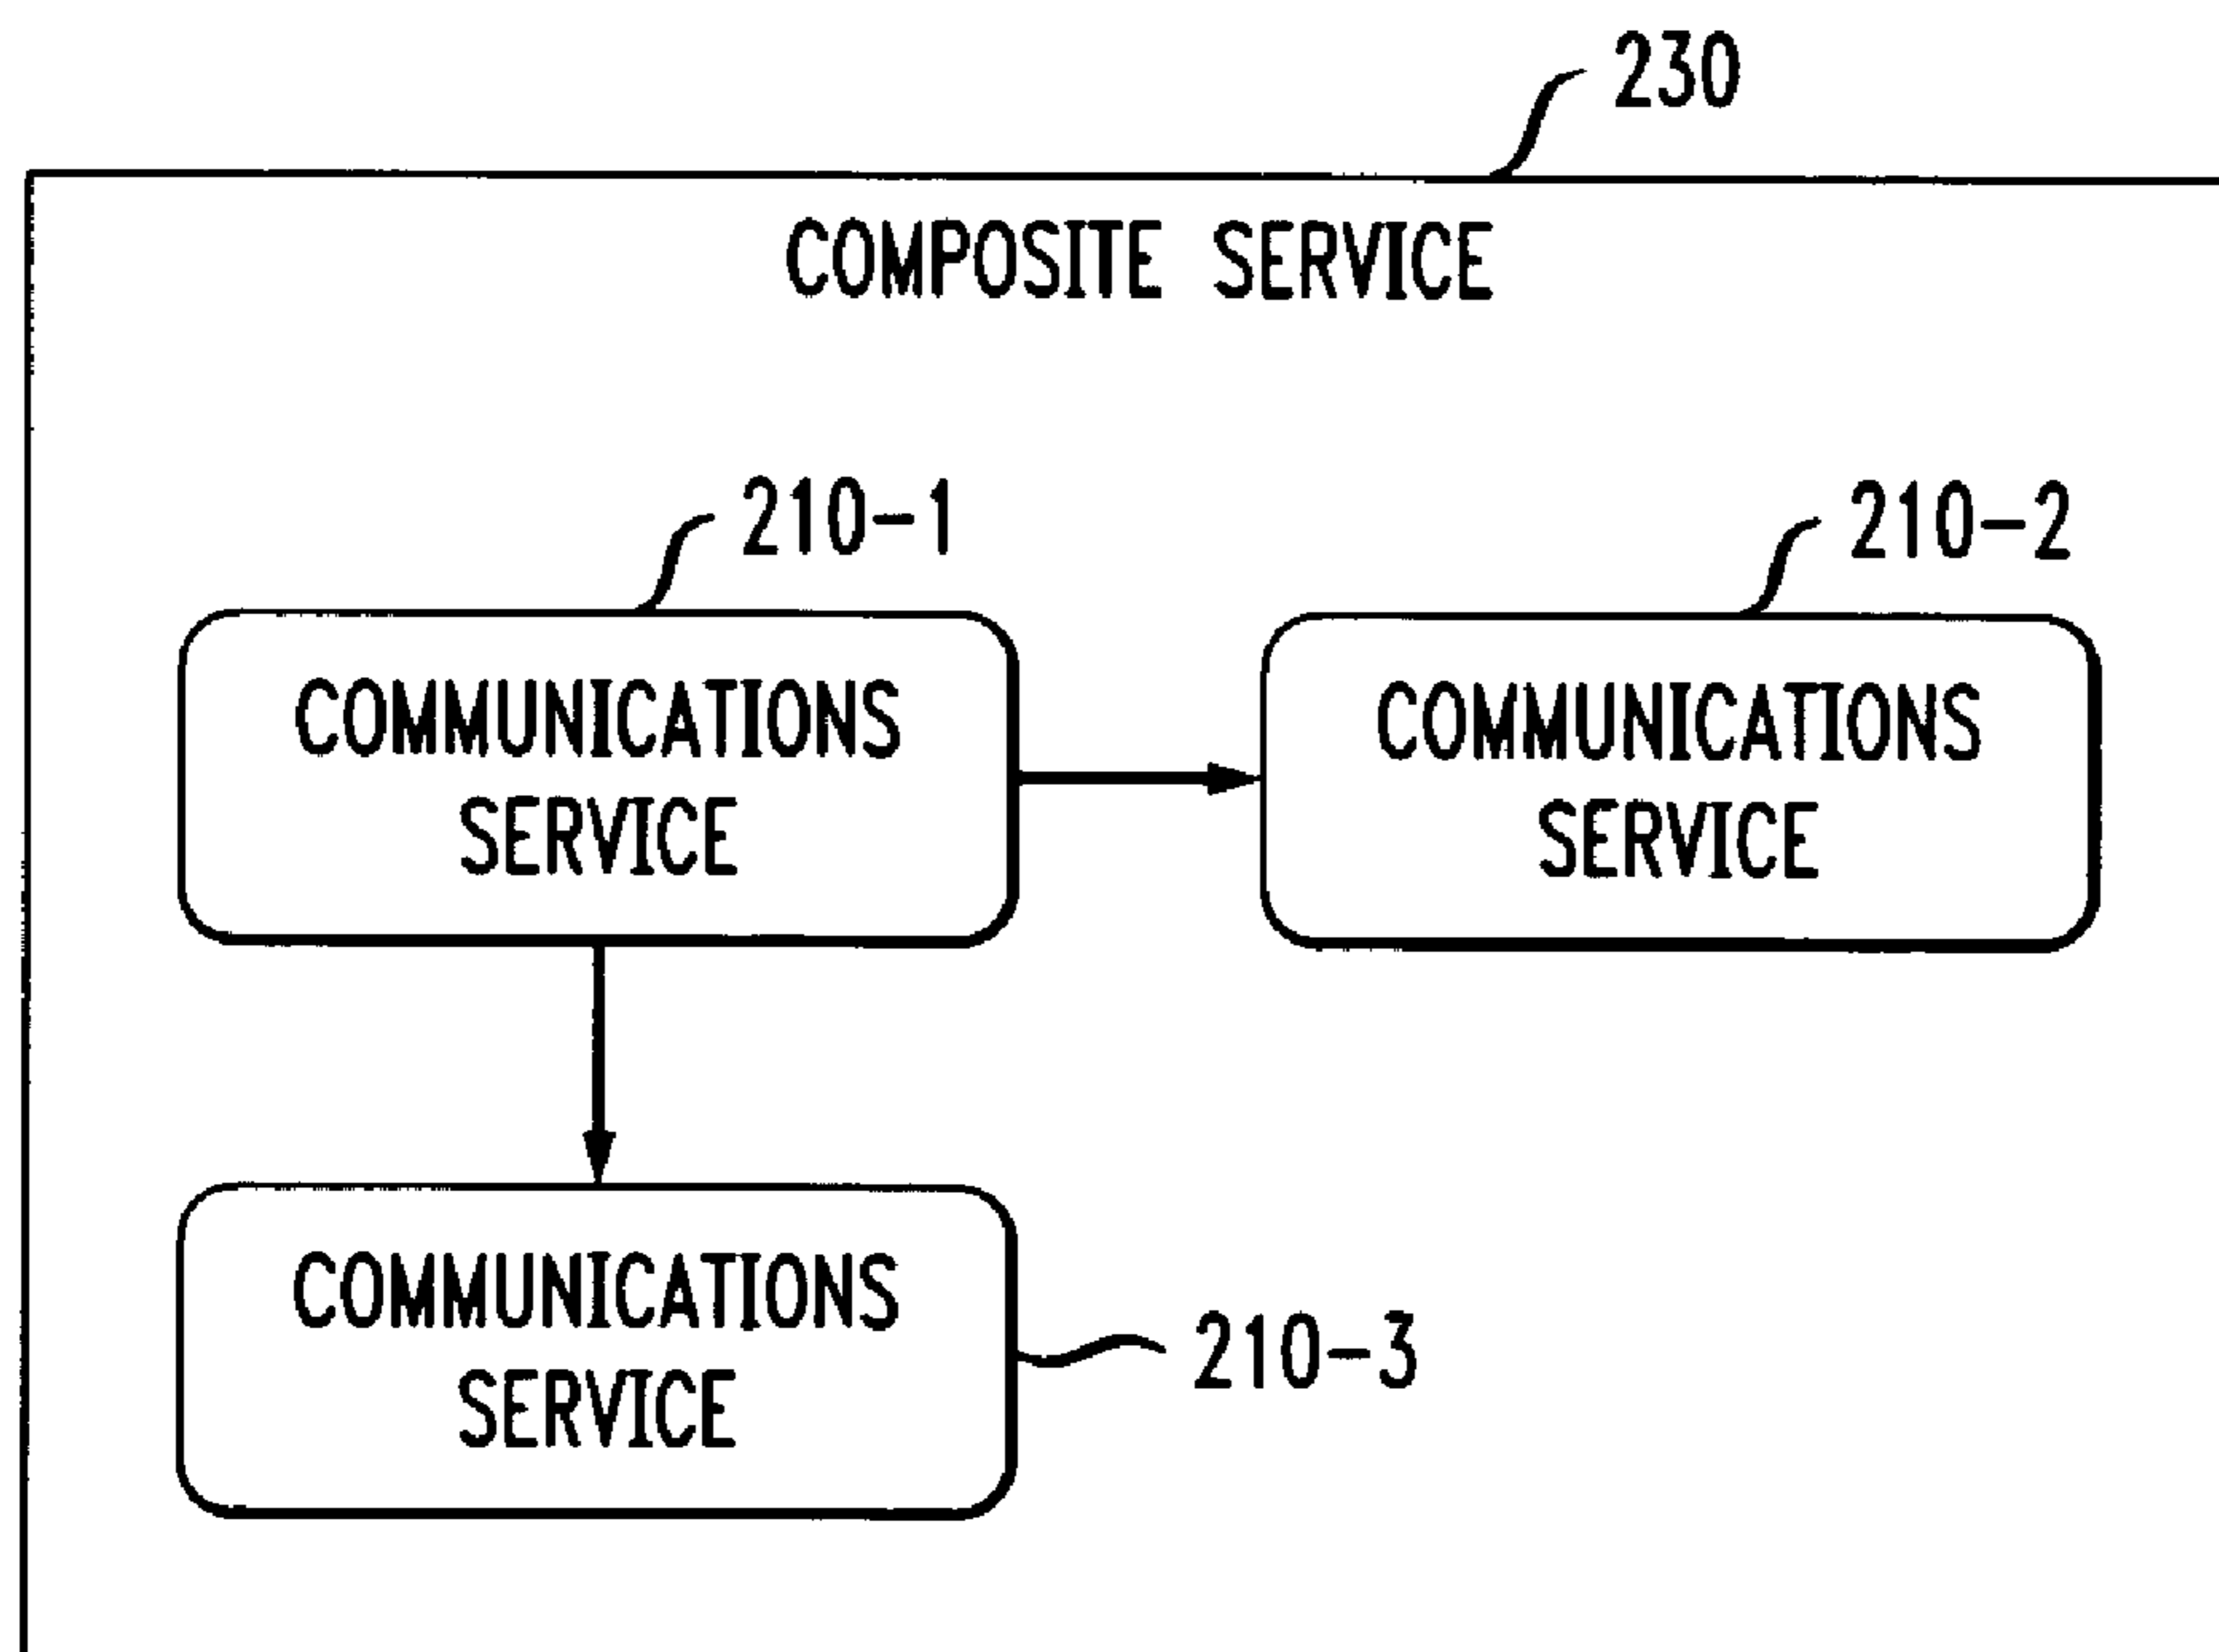 230
COMPOSITE SERVICE
210-1
210-2
COMMUNICATIONS
SERVICE
COMMUNICATIONS
SERVICE
COMMUNICATIONS
SERVICE
210-3